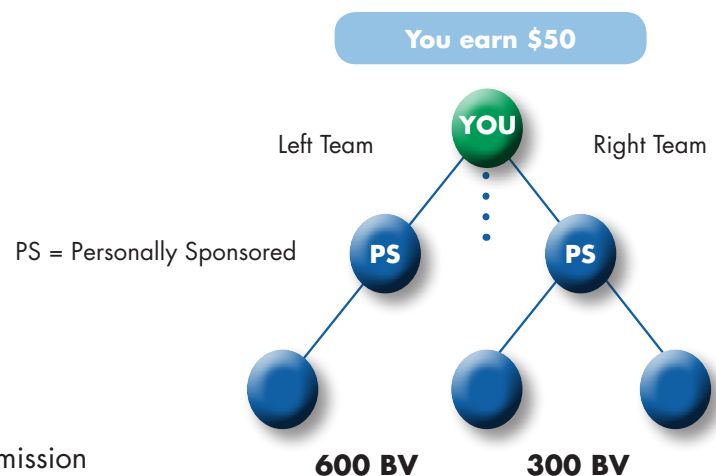 You earn $50
YOU
Left Team
Right Team
PS = Personally Sponsored
PS
PS
mission
600 BV
300 BV